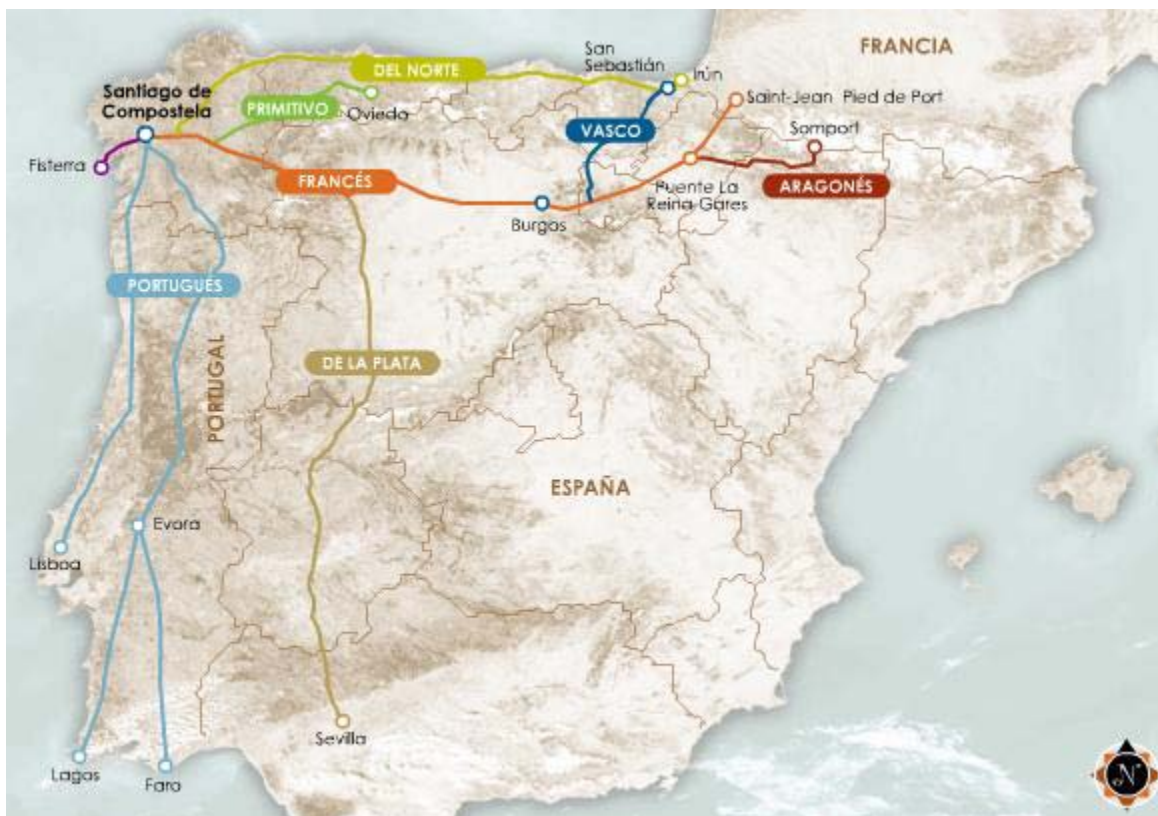 FRANCIA
San
Sebastián
Irún
DEL NORTE
Santiago de
Compostela
PRIMITIVO
Oviedo
Saint-Jean Pied de Port
VASCO
Somport
Fisterra
FRANCÉS
ARAGONÉS
Puente La
Reina-Gares
Burgos
PORTUGUÉS
PORTUGAL
DE LA PLATA
ESPAÑA
Evora
Lisboa
Sevilla
Lagos
Faro
N